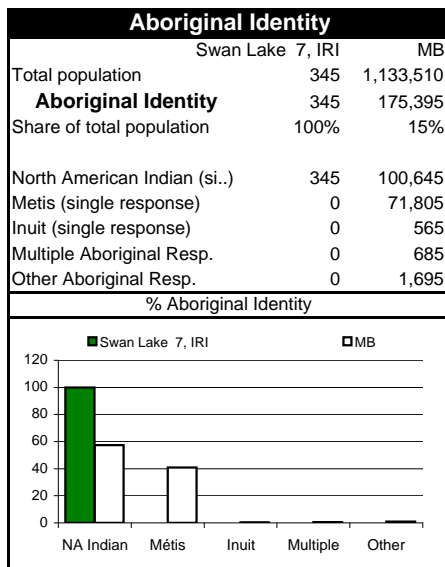 Aboriginal Identity
Swan Lake 7, IRI MB
Total population 345 1,133,510
Aboriginal Identity 345 175,395
Share of total population 100% 15%
North American Indian (si..) 345 100,645
Metis (single response) 0 71,805
Inuit (single response) 0 565
Multiple Aboriginal Resp. 0 685
Other Aboriginal Resp. 0 1,695
% Aboriginal Identity
Swan Lake 7, IRI MB
120
100
80
60
40
20
0
NA Indian Métis Inuit Multiple Other